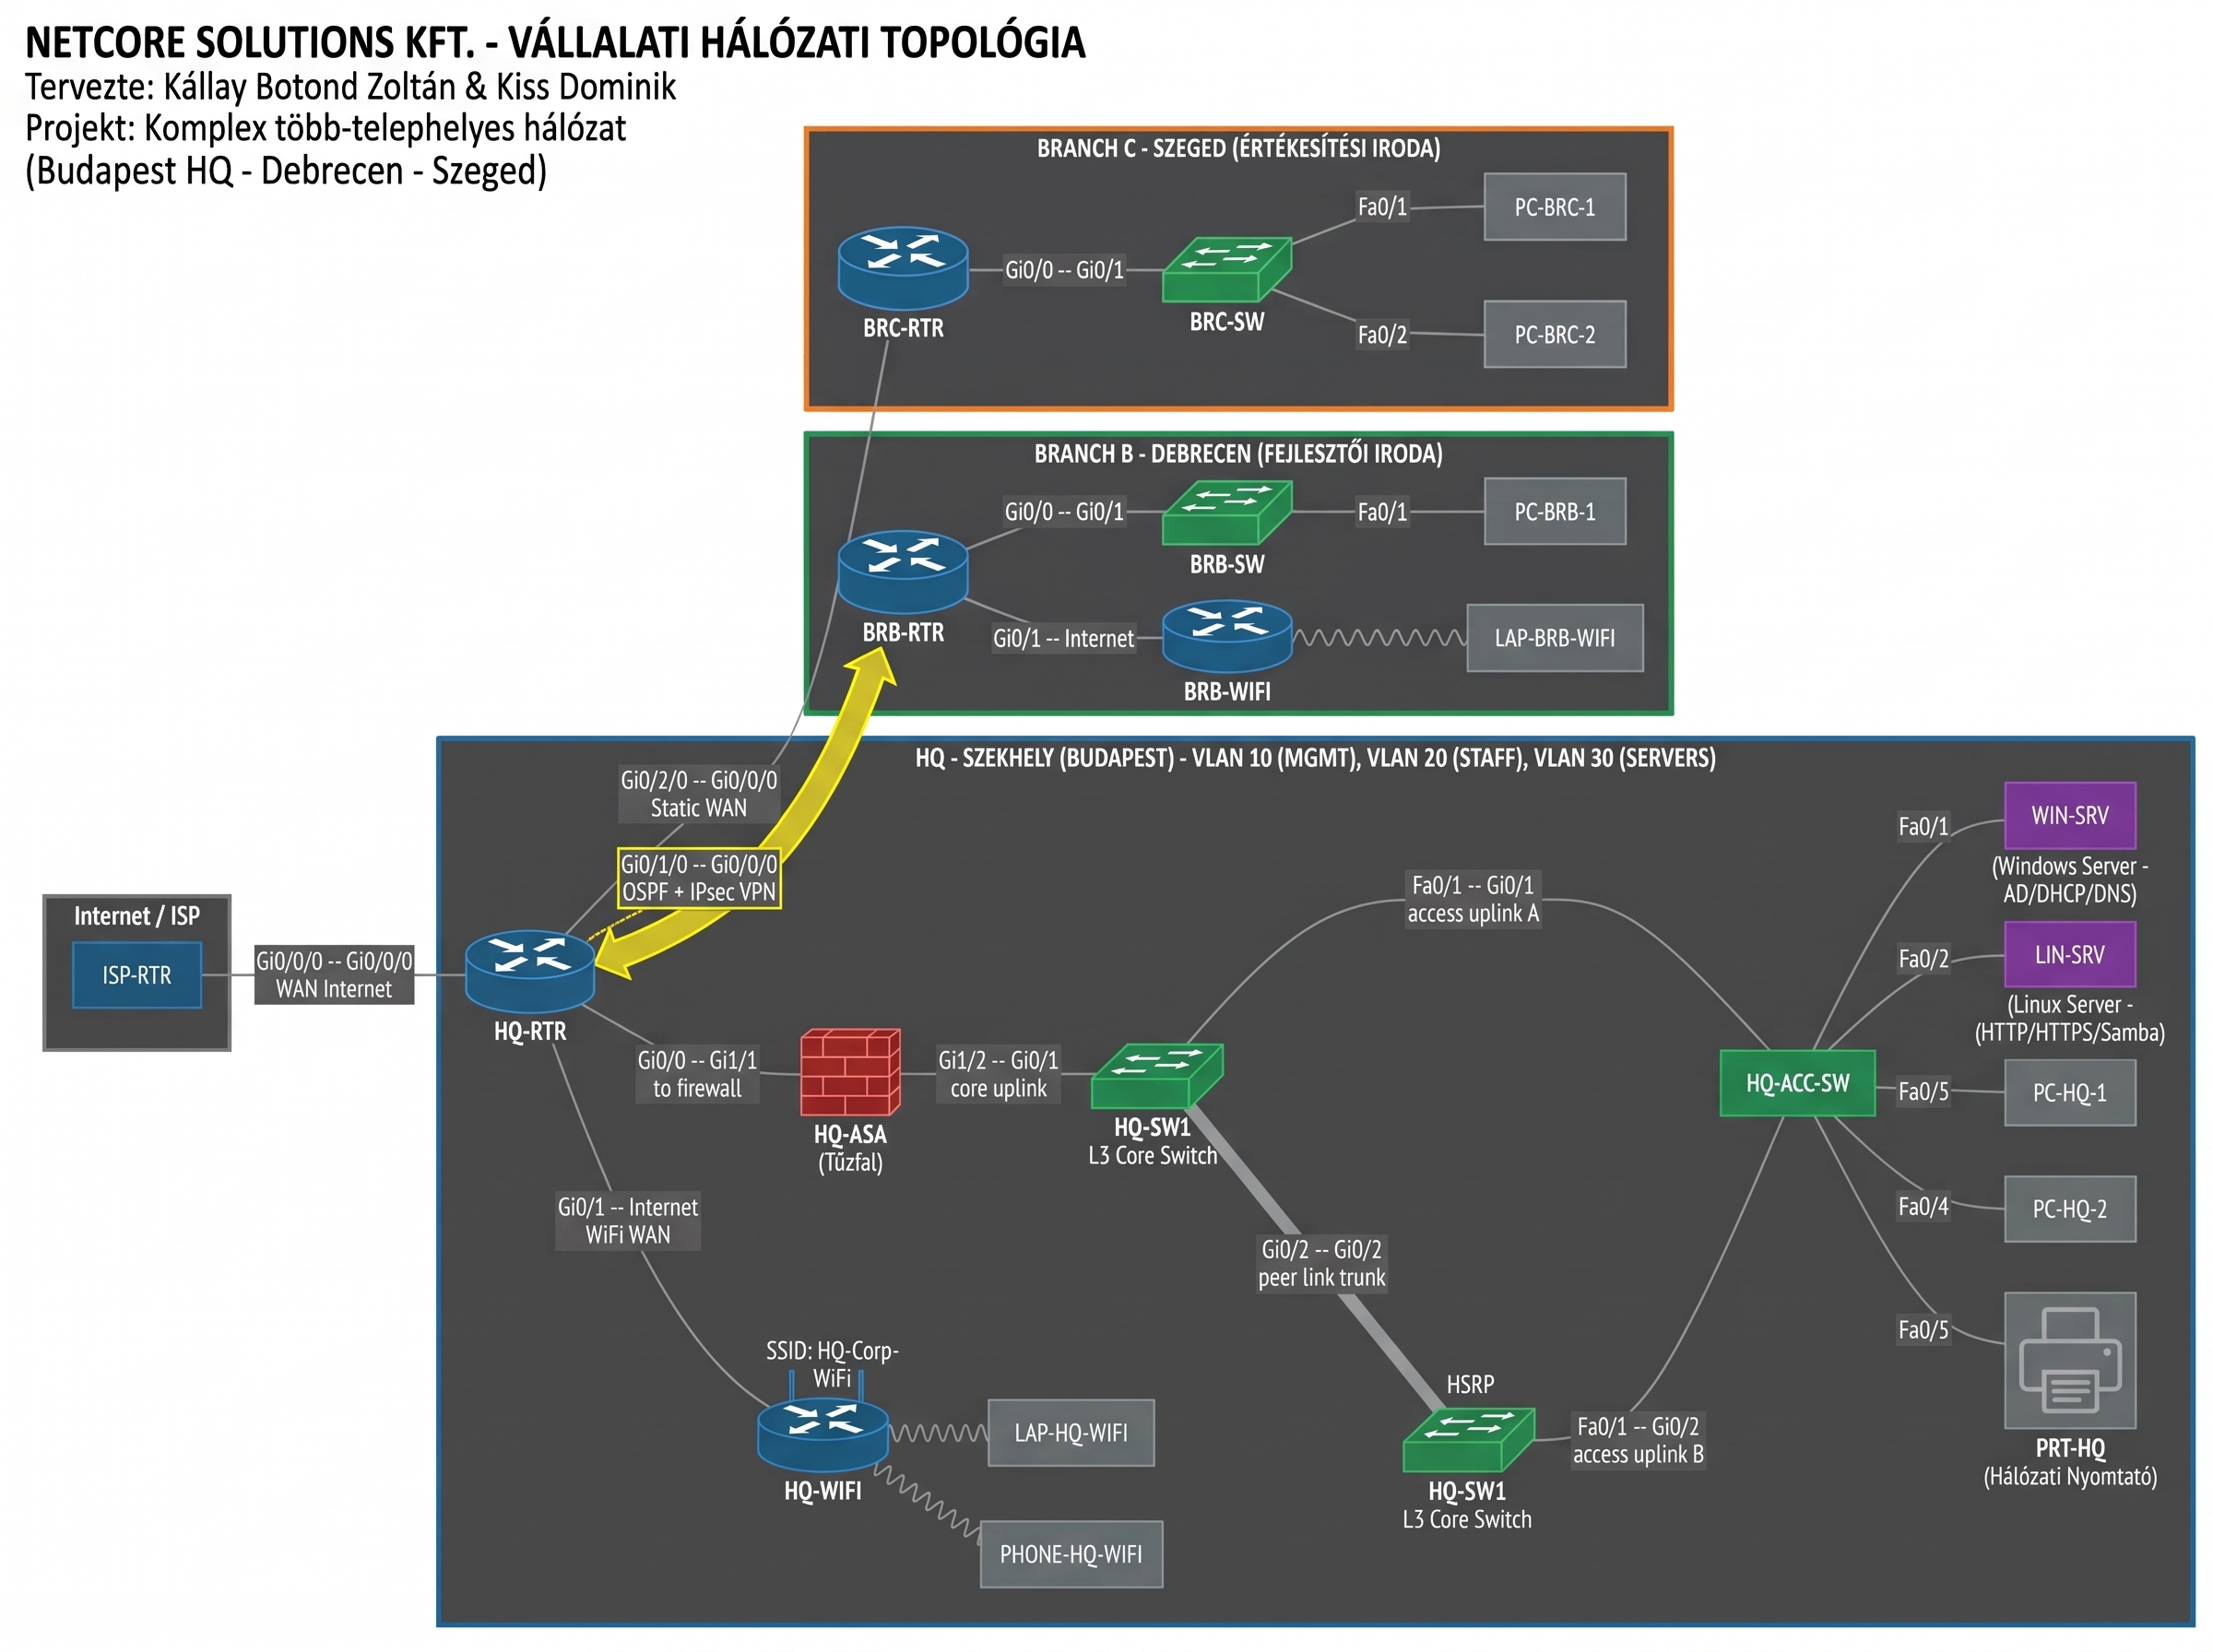 NETCORE SOLUTIONS KFT. - VÁLLALATI HÁLÓZATI TOPOLÓGIA
Tervezte: Kállay Botond Zoltán & Kiss Dominik
Projekt: Komplex több-telephelyes hálózat
(Budapest HQ - Debrecen - Szeged)
BRANCH C - SZEGED (ÉRTÉKESÍTÉSI IRODA)
BRC-RTR
Gi0/0 -- Gi0/1
BRC-SW
Fa0/1
PC-BRC-1
Fa0/2
PC-BRC-2
BRANCH B - DEBRECEN (FEJLESZTŐI IRODA)
BRB-RTR
Gi0/0 -- Gi0/1
BRB-SW
Fa0/1
PC-BRB-1
Gi0/1 -- Internet
BRB-WIFI
LAP-BRB-WIFI
HQ - SZEKHELY (BUDAPEST) - VLAN 10 (MGMT), VLAN 20 (STAFF), VLAN 30 (SERVERS)
Gi0/2/0 -- Gi0/0/0
Static WAN
Gi0/1/0 -- Gi0/0/0
OSPF + IPsec VPN
Internet / ISP
ISP-RTR
Gi0/0/0 -- Gi0/0/0
WAN Internet
HQ-RTR
Gi0/0 -- Gi1/1
to firewall
HQ-ASA
(Tűzfal)
Gi1/2 -- Gi0/1
core uplink
HQ-SW1
L3 Core Switch
Fa0/1 -- Gi0/1
access uplink A
Gi0/2 -- Gi0/2
peer link trunk
HSRP
HQ-SW1
L3 Core Switch
Fa0/1 -- Gi0/2
access uplink B
HQ-ACC-SW
Fa0/1
WIN-SRV
(Windows Server -
AD/DHCP/DNS)
Fa0/2
LIN-SRV
(Linux Server -
(HTTP/HTTPS/Samba)
Fa0/5
PC-HQ-1
Fa0/4
PC-HQ-2
Fa0/5
PRT-HQ
(Hálózati Nyomtató)
Gi0/1 -- Internet
WiFi WAN
SSID: HQ-Corp-
WiFi
HQ-WIFI
LAP-HQ-WIFI
PHONE-HQ-WIFI